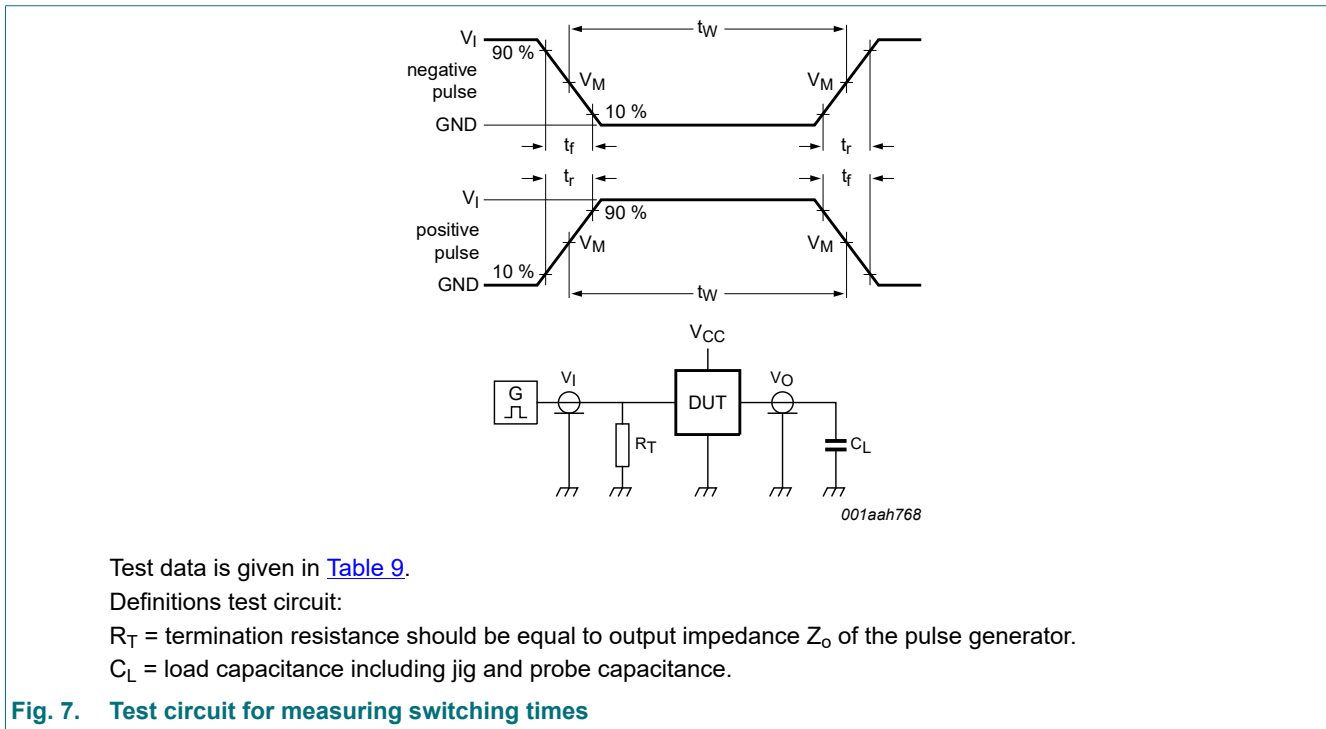 tW
VI
90 %
negative
pulse
VM
VM
10 %
GND
tf
tr
tr
tf
VI
90 %
positive
pulse
VM
VM
10 %
GND
tW
VCC
VI
VO
G
DUT
RT
CL
001aah768
Test data is given in Table 9.
Definitions test circuit:
RT = termination resistance should be equal to output impedance Zo of the pulse generator.
CL = load capacitance including jig and probe capacitance.
Fig. 7. Test circuit for measuring switching times